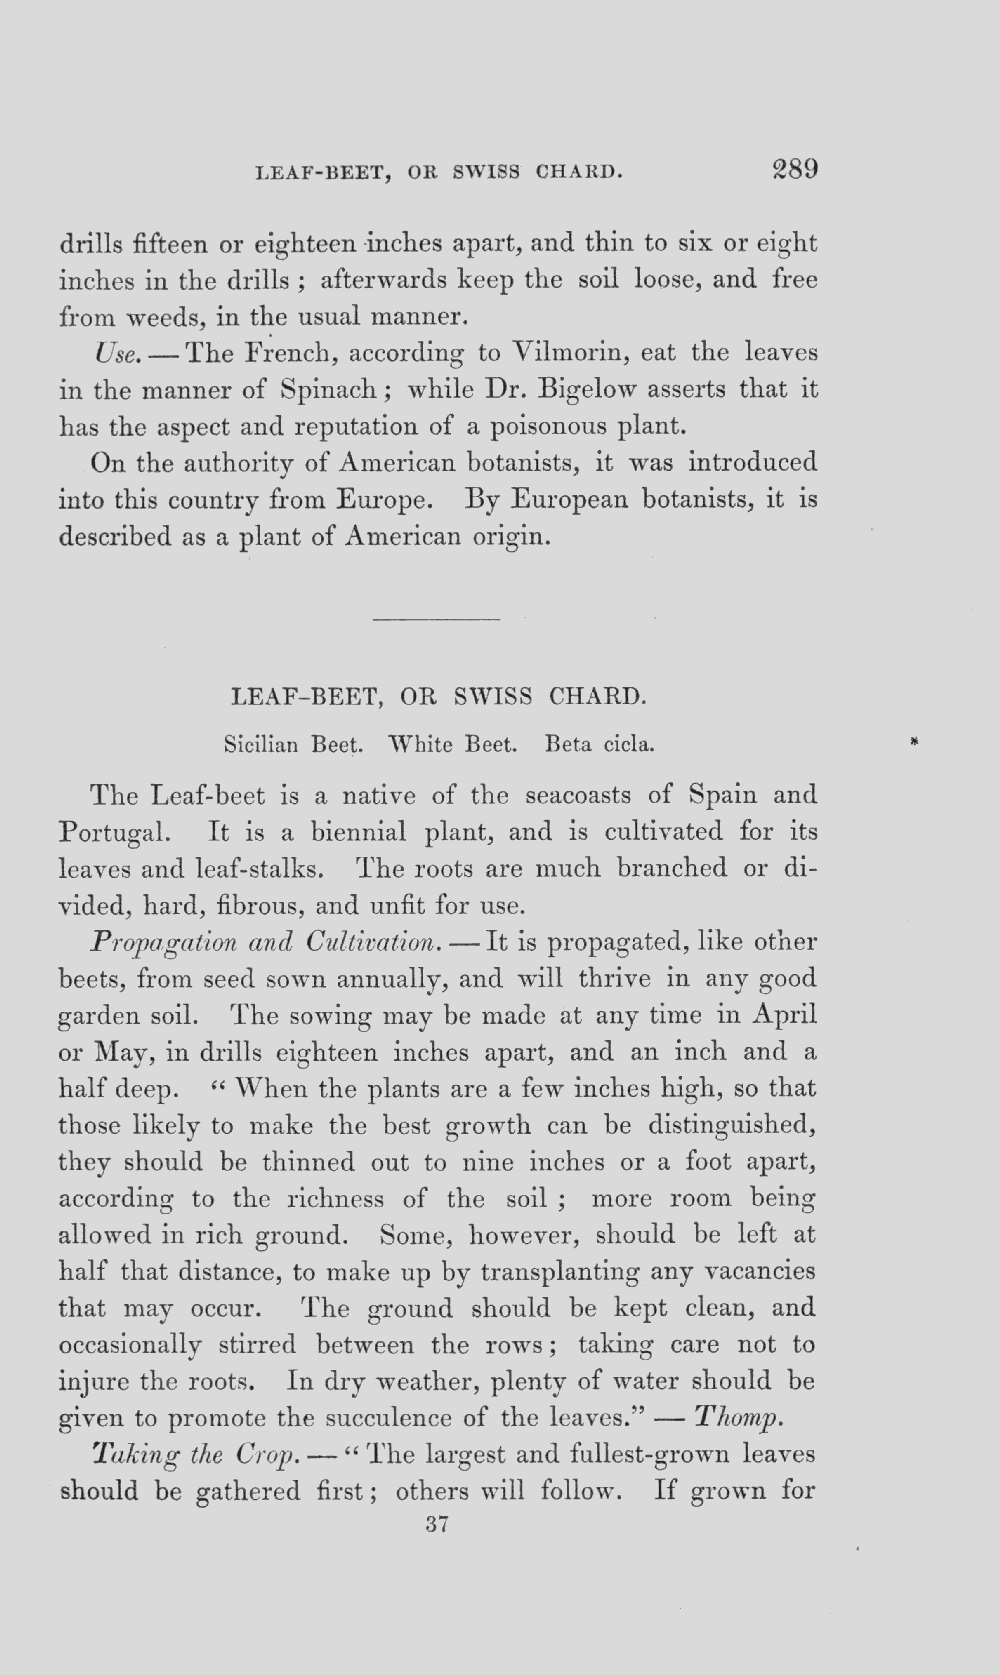 LEAF-BEET, OR SWISS CHARD. 289
drills fifteen or eighteen inches apart, and thin to six or eight
inches in the drills ; afterwards keep the soil loose, and free
from weeds, in the usual manner.
Use. — The French, according to Vilmorin, eat the leaves
in the manner of Spinach ; while Dr. Bigelow asserts that it
has the aspect and reputation of a poisonous plant.
On the authority of American botanists, it was introduced
into this country from Europe. By European botanists, it is
described as a plant of American origin.
LEAF-BEET, OR SWISS CHARD.
Sicilian Beet. White Beet. Beta cicla. *
The Leaf-beet is a native of the seacoasts of Spain and
Portugal. It is a biennial plant, and is cultivated for its
leaves and leaf-stalks. The roots are much branched or di-
vided, hard, fibrous, and unfit for use.
Propagation and Cultivation. — It is propagated, like other
beets, from seed sown annually, and will thrive in any good
garden soil. The sowing may be made at any time in April
or May, in drills eighteen inches apart, and an inch and a
half deep. “ When the plants are a few inches high, so that
those likely to make the best growth can be distinguished,
they should be thinned out to nine inches or a foot apart,
according to the richness of the soil ; more room being
allowed in rich ground. Some, however, should be left at
half that distance, to make up by transplanting any vacancies
that may occur. The ground should be kept clean, and
occasionally stirred between the rows ; taking care not to
injure the roots. In dry weather, plenty of water should be
given to promote the succulence of the leaves.” — Thomp.
Taking the Crop. — “ The largest and fullest-grown leaves
should be gathered first ; others will follow. If grown for
37